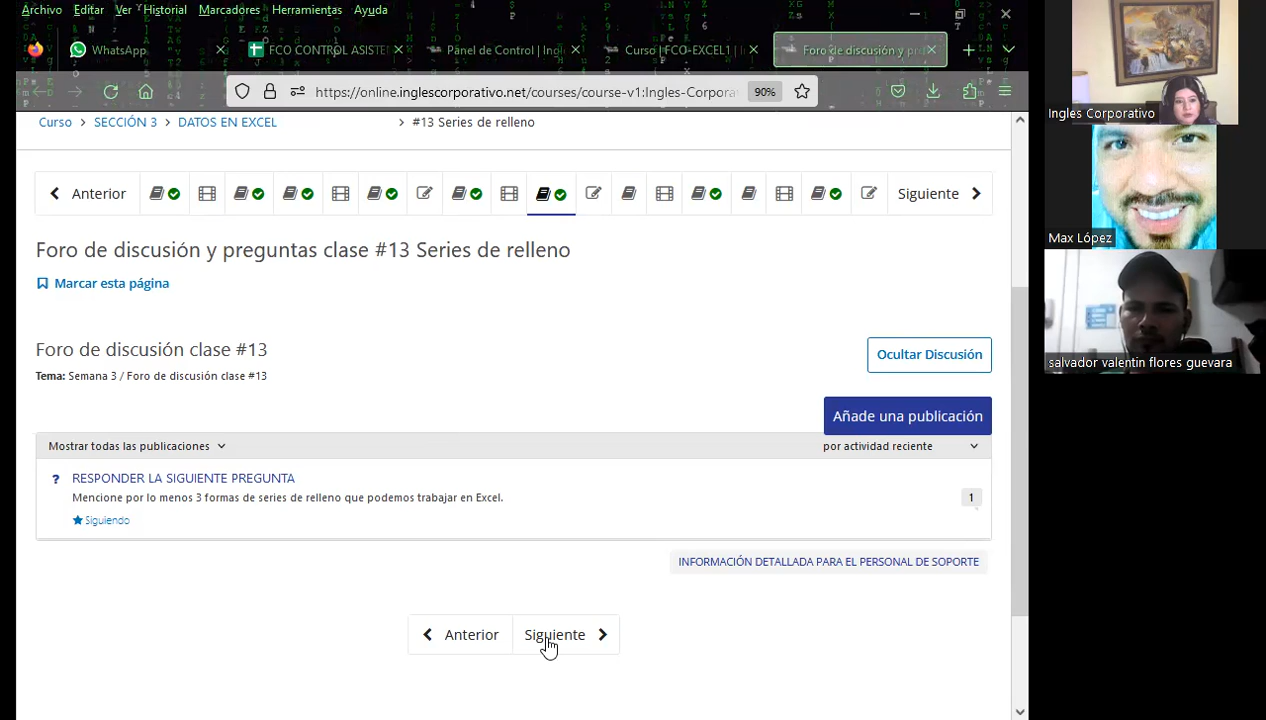 Archivo Editar Ver Historial Marcadores Herramientas Ayuda
WhatsApp
FCO CONTROL ASISTE
Panel de Control | Ingl
Curso | FCO-EXCEL1 | I
Foro de discusión y pre
https://online.inglescorporativo.net/courses/course-v1:Ingles-Corpora
90%
Curso > SECCIÓN 3 > DATOS EN EXCEL > #13 Series de relleno
Anterior
Siguiente
Foro de discusión y preguntas clase #13 Series de relleno
Marcar esta página
Foro de discusión clase #13
Tema: Semana 3 / Foro de discusión clase #13
Ocultar Discusión
Añade una publicación
Mostrar todas las publicaciones
por actividad reciente
? RESPONDER LA SIGUIENTE PREGUNTA
Mencione por lo menos 3 formas de series de relleno que podemos trabajar en Excel.
1
Siguiendo
INFORMACIÓN DETALLADA PARA EL PERSONAL DE SOPORTE
Anterior
Siguiente
Ingles Corporativo
Max López
salvador valentin flores guevara